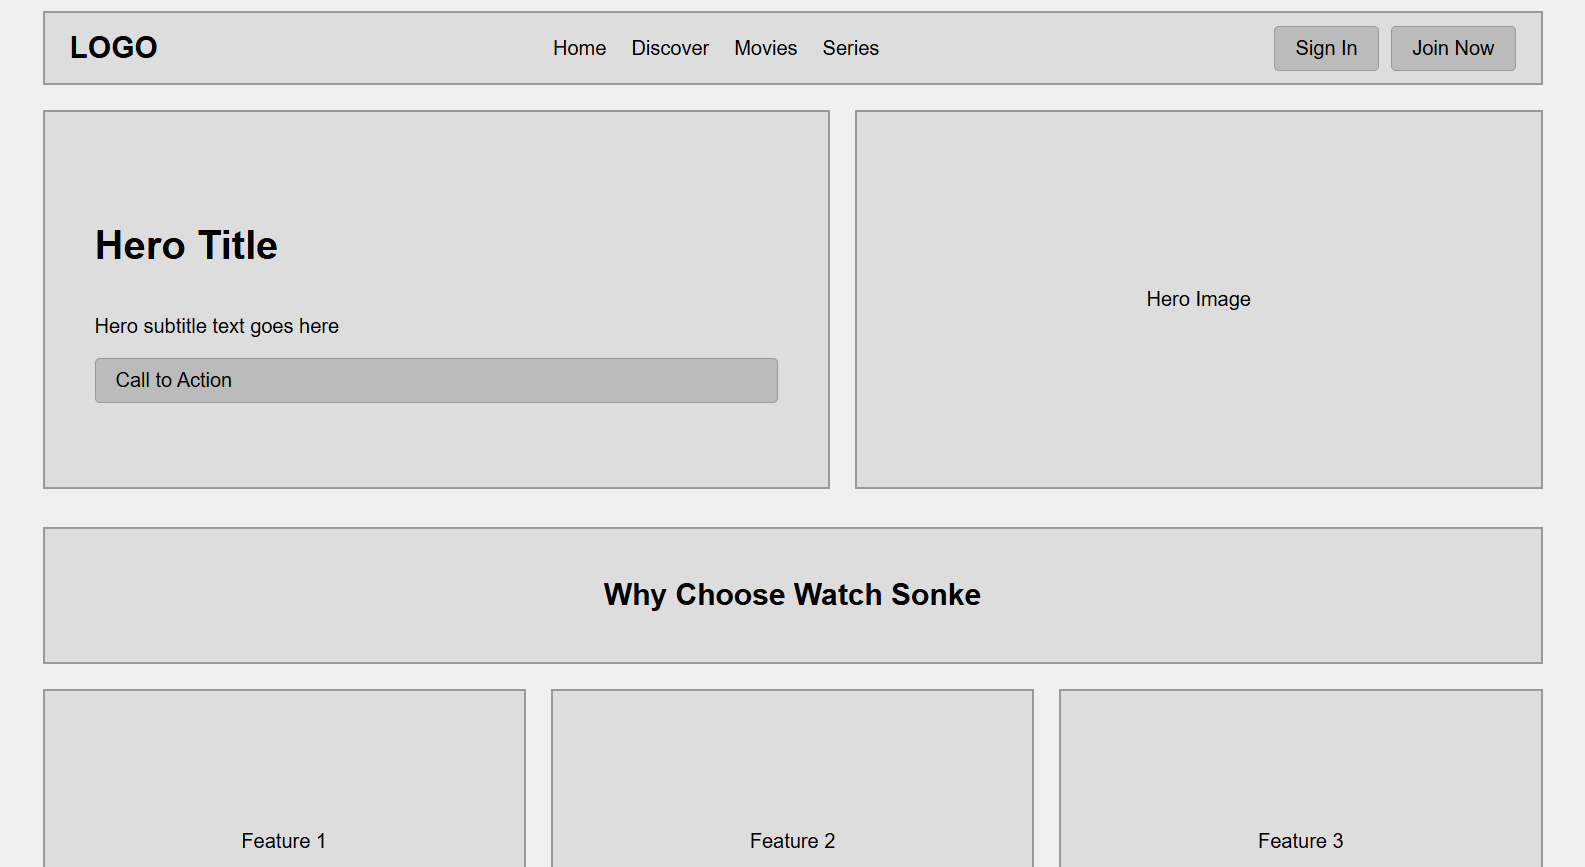 LOGO
Home Discover Movies Series
Sign In Join Now
Hero Title
Hero subtitle text goes here
Call to Action
Hero Image
Why Choose Watch Sonke
Feature 1
Feature 2
Feature 3